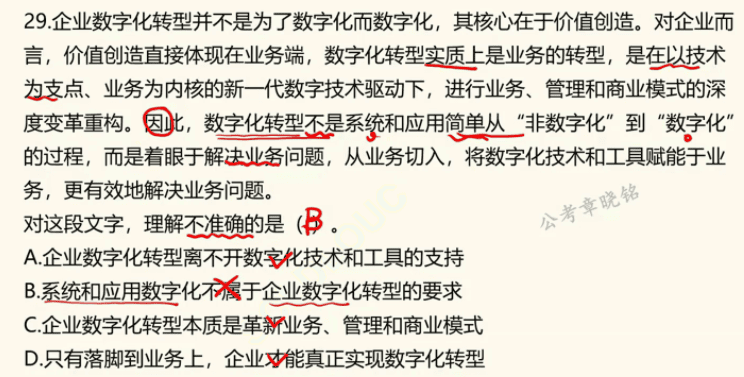 29.企业数字化转型并不是为了数字化而数字化，其核心在于价值创造。对企业而
言，价值创造直接体现在业务端，数字化转型实质上是业务的转型，是在以技术
为支点、业务为内核的新一代数字技术驱动下，进行业务、管理和商业模式的深
度变革重构。因此，数字化转型不是系统和应用简单从“非数字化”到“数字化”
的过程，而是着眼于解决业务问题，从业务切入，将数字化技术和工具赋能于业
务，更有效地解决业务问题。
对这段文字，理解不准确的是（B）。
公考章晓铭
A.企业数字化转型离不开数字化技术和工具的支持
B.系统和应用数字化不属于企业数字化转型的要求
C.企业数字化转型本质是革新业务、管理和商业模式
D.只有落脚到业务上，企业才能真正实现数字化转型